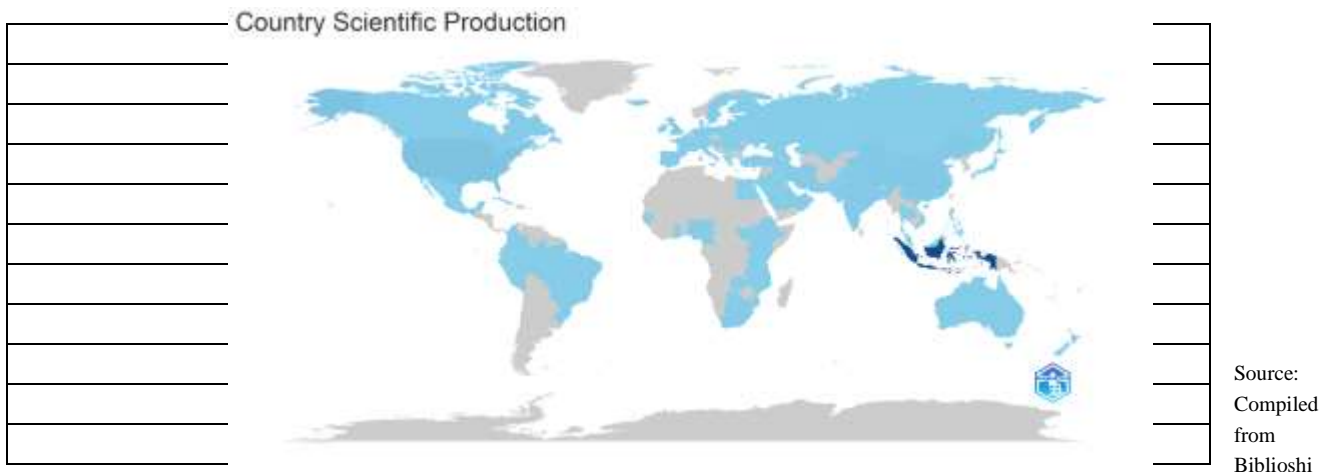 Country Scientific Production
Source:
Compiled
from
Biblioshi